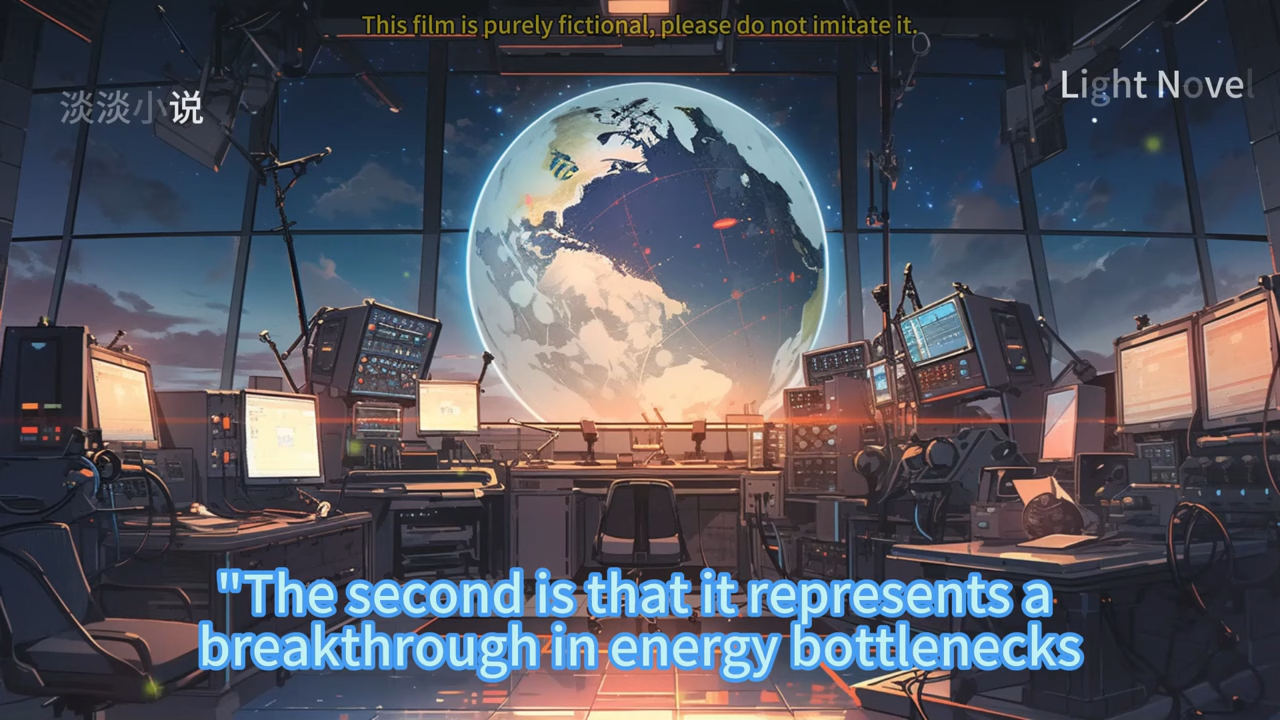 This film is purely fictional, please do not imitate it.
淡淡小说
Light Novel
"The second is that it represents a
breakthrough in energy bottlenecks